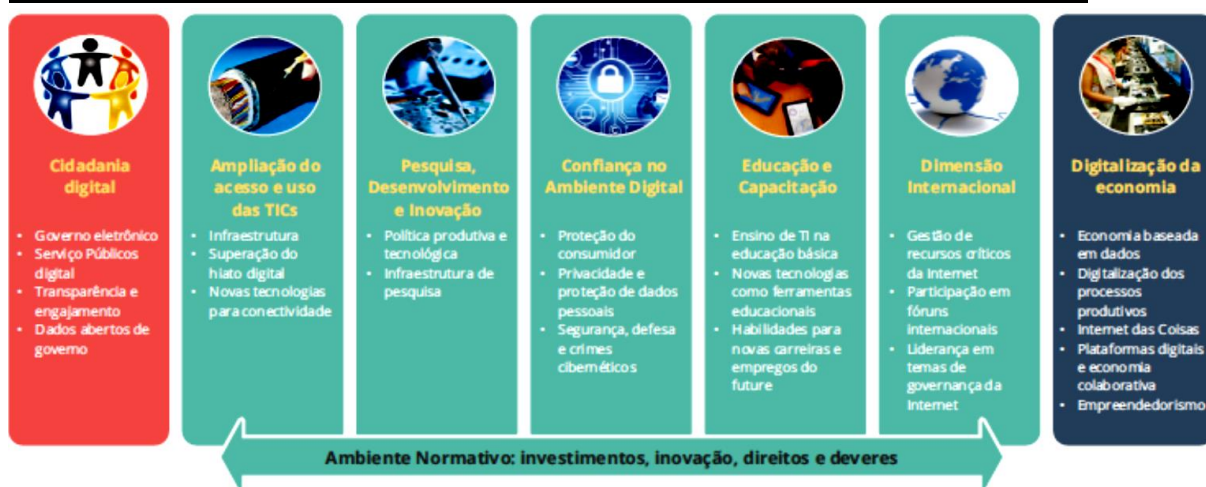 Cidadania
digital
• Governo eletrônico
• Serviço Públicos
digital
• Transparência e
engajamento
• Dados abertos de
governo
Ampliação do
acesso e uso
das TICs
• Infraestrutura
• Superação do
hiato digital
• Novas tecnologias
para conectividade
Pesquisa,
Desenvolvimento
e Inovação
• Política produtiva e
tecnológica
• Infraestrutura de
pesquisa
Confiança no
Ambiente Digital
• Proteção do
consumidor
• Privacidade e
proteção de dados
pessoais
• Segurança, defesa
e crimes
cibernéticos
Educação e
Capacitação
• Ensino de TI na
educação básica
• Novas tecnologias
como ferramentas
educacionais
• Habilidades para
novas carreiras e
empregos do
future
Dimensão
Internacional
• Gestão de
recursos críticos
da Internet
• Participação em
fóruns
internacionais
• Liderança em
temas de
governança da
Internet
Digitalização da
economia
• Economia baseada
em dados
• Digitalização dos
processos
produtivos
• Internet das Coisas
• Plataformas digitais
e economia
colaborativa
• Empreendedorismo
Ambiente Normativo: investimentos, inovação, direitos e deveres